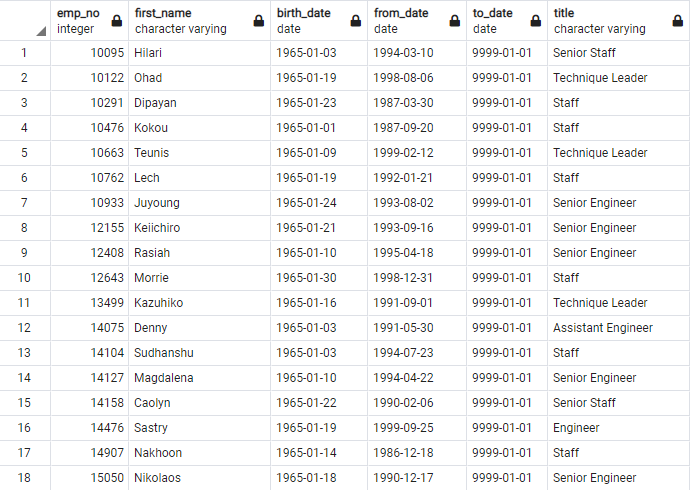 emp_no first_name birth_date from_date to_date title
integer character varying date date date character varying
1 10095 Hilari 1965-01-03 1994-03-10 9999-01-01 Senior Staff
2 10122 Ohad 1965-01-19 1998-08-06 9999-01-01 Technique Leader
3 10291 Dipayan 1965-01-23 1987-03-30 9999-01-01 Staff
4 10476 Kokou 1965-01-01 1987-09-20 9999-01-01 Staff
5 10663 Teunis 1965-01-09 1999-02-12 9999-01-01 Technique Leader
6 10762 Lech 1965-01-19 1992-01-21 9999-01-01 Staff
7 10933 Juyoung 1965-01-24 1993-08-02 9999-01-01 Senior Engineer
8 12155 Keiichiro 1965-01-21 1993-09-16 9999-01-01 Senior Engineer
9 12408 Rasiah 1965-01-10 1995-04-18 9999-01-01 Senior Engineer
10 12643 Morrie 1965-01-30 1998-12-31 9999-01-01 Staff
11 13499 Kazuhiko 1965-01-16 1991-09-01 9999-01-01 Technique Leader
12 14075 Denny 1965-01-03 1991-05-30 9999-01-01 Assistant Engineer
13 14104 Sudhanshu 1965-01-03 1994-07-23 9999-01-01 Staff
14 14127 Magdalena 1965-01-10 1994-04-22 9999-01-01 Senior Engineer
15 14158 Caolyn 1965-01-22 1990-02-06 9999-01-01 Senior Staff
16 14476 Sastry 1965-01-19 1999-09-25 9999-01-01 Engineer
17 14907 Nakhoon 1965-01-14 1986-12-18 9999-01-01 Staff
18 15050 Nikolaos 1965-01-18 1990-12-17 9999-01-01 Senior Engineer